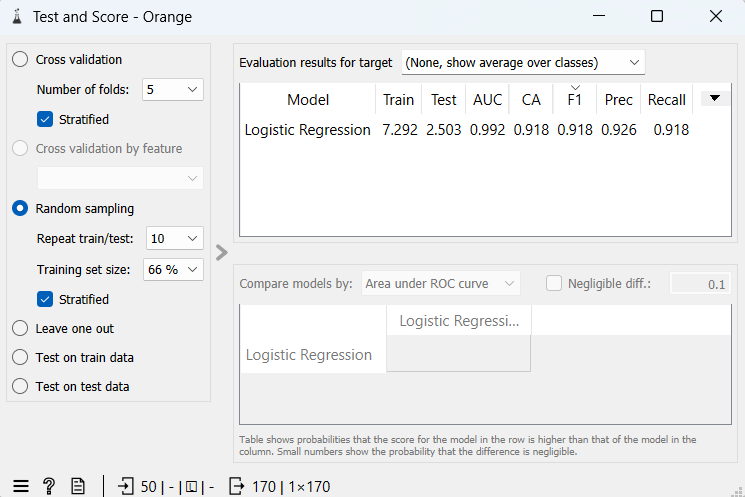 Test and Score - Orange
Cross validation
Number of folds: 5
Stratified
Cross validation by feature
Random sampling
Repeat train/test: 10
Training set size: 66 %
Stratified
Leave one out
Test on train data
Test on test data
Evaluation results for target (None, show average over classes)
Model Train Test AUC CA F1 Prec Recall
Logistic Regression 7.292 2.503 0.992 0.918 0.918 0.926 0.918
Compare models by: Area under ROC curve Negligible diff.: 0.1
Logistic Regressi...
Logistic Regression
Table shows probabilities that the score for the model in the row is higher than that of the model in the
column. Small numbers show the probability that the difference is negligible.
50 | - | - 170 | 1×170